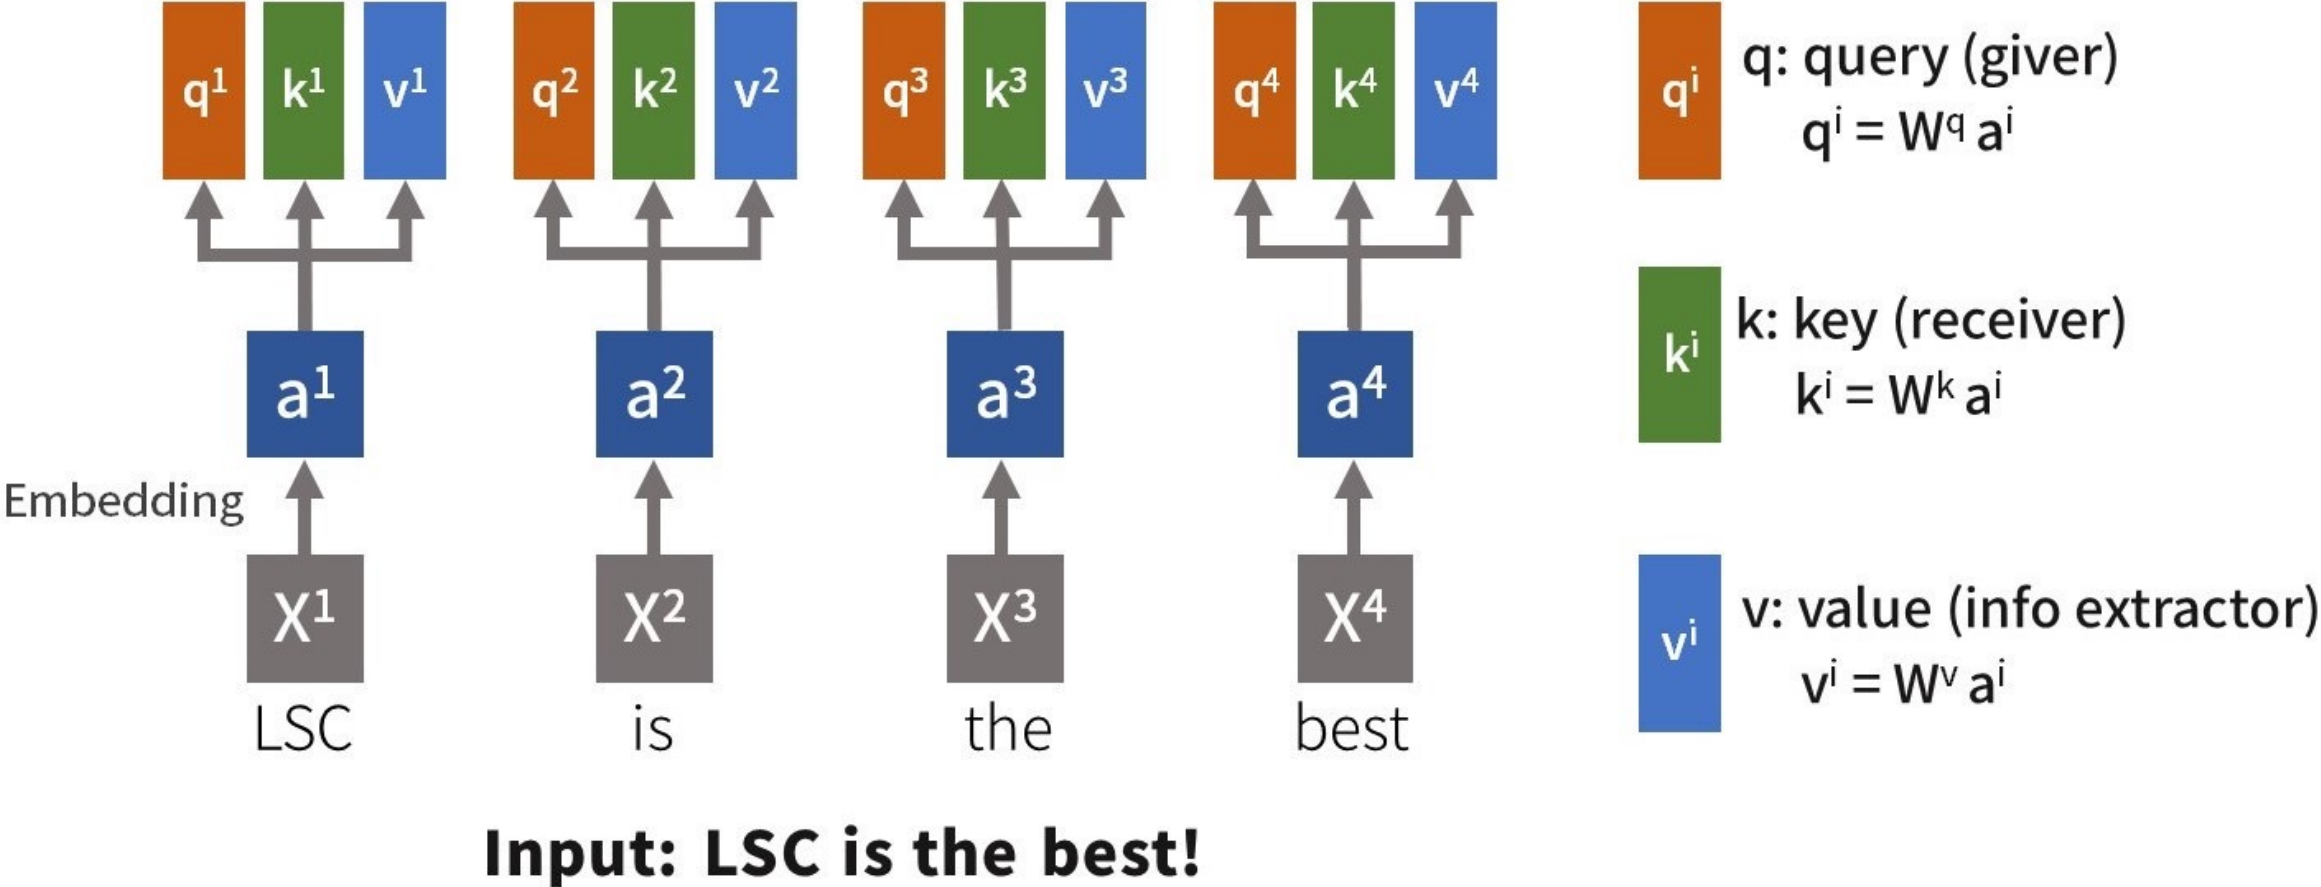 q¹ k¹ v¹ q² k² v² q³ k³ v³ q⁴ k⁴ v⁴
a¹ a² a³ a⁴
Embedding
X¹ X² X³ X⁴
LSC is the best
Input: LSC is the best!
qⁱ
q: query (giver)
qⁱ = W^q aⁱ
kⁱ
k: key (receiver)
kⁱ = Wᵏ aⁱ
vⁱ
v: value (info extractor)
vⁱ = Wᵛ aⁱ